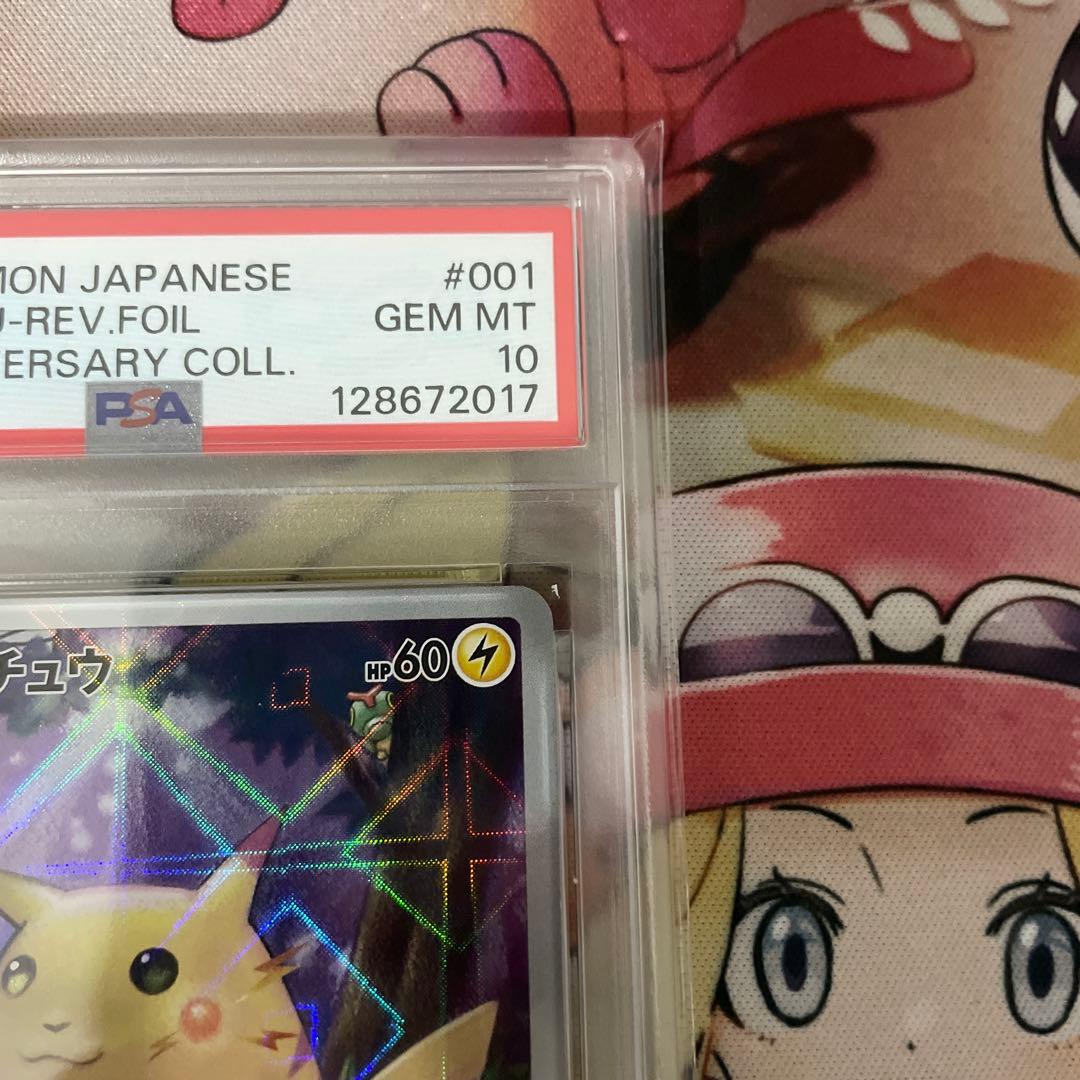 MON JAPANESE #001
U-REV.FOIL GEM MT
ERSARY COLL. 10
PSA 128672017
チュウ HP60